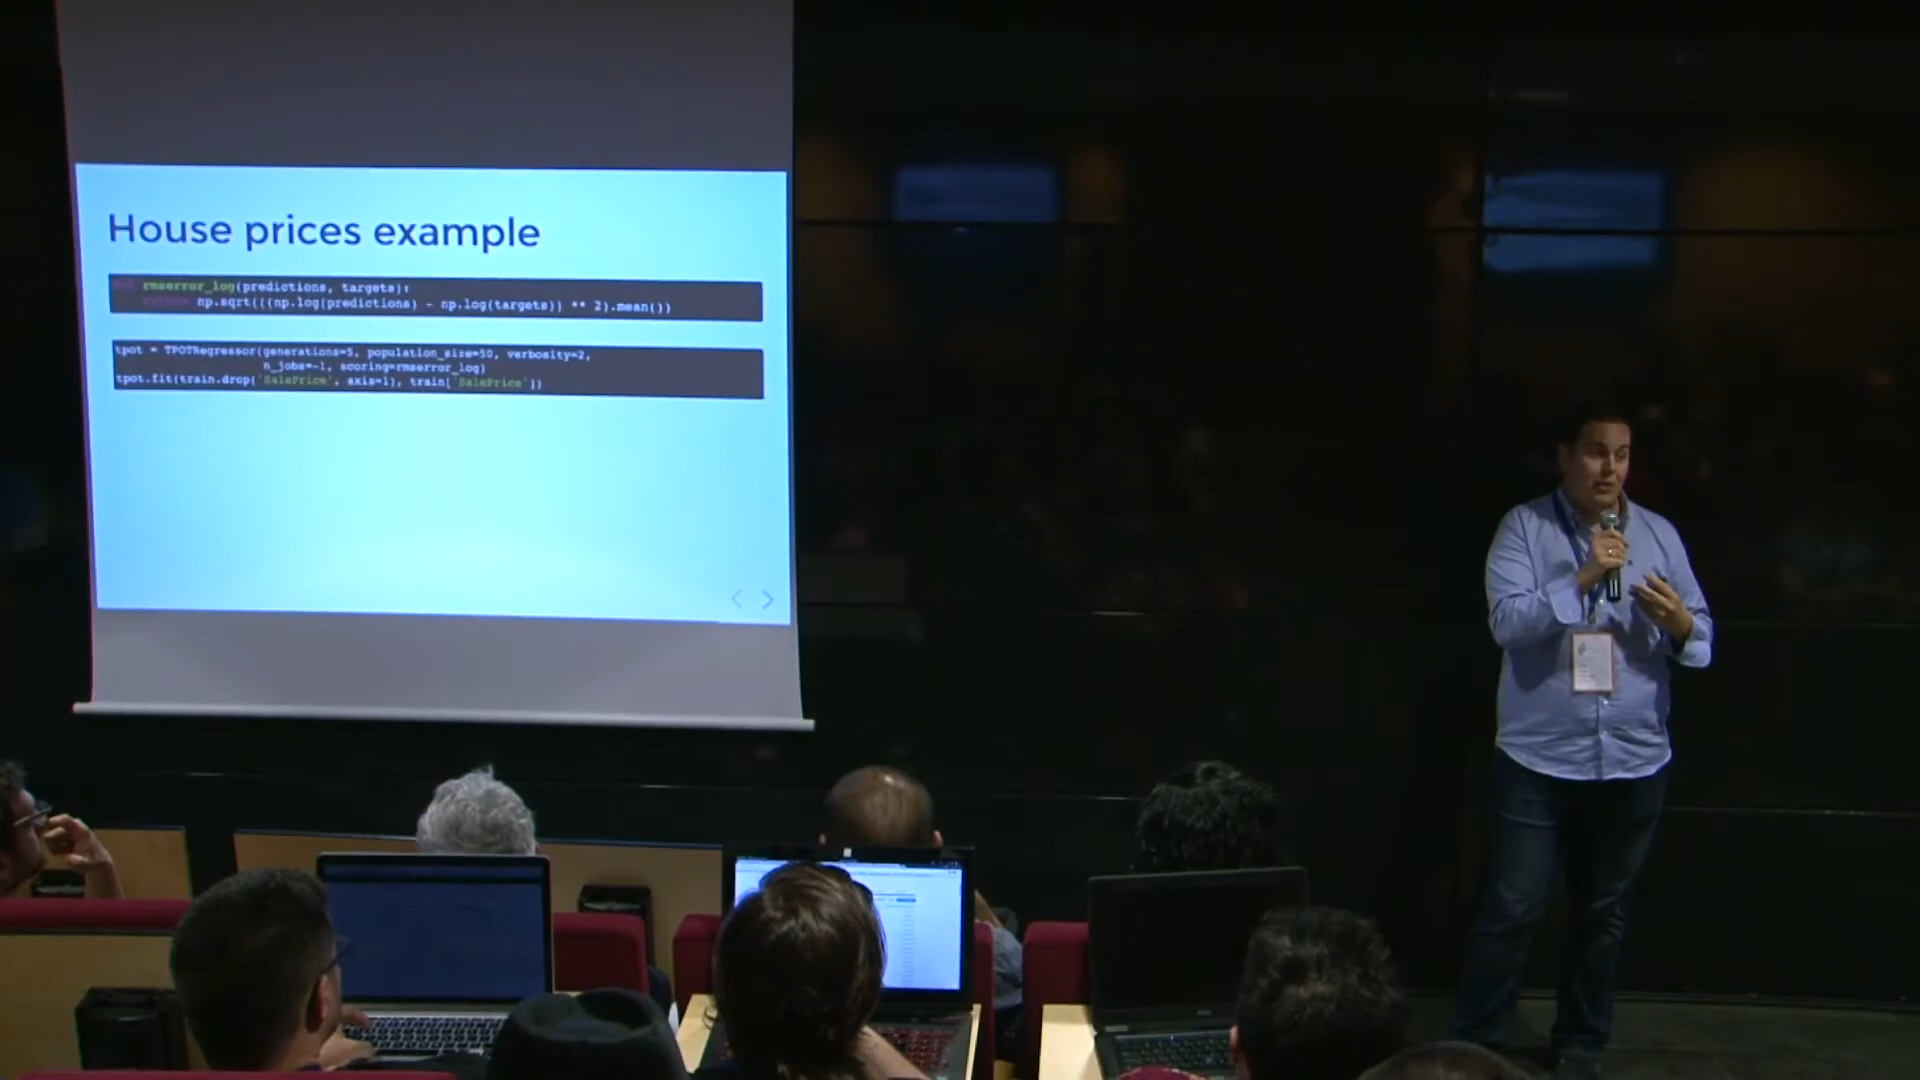 House prices example
def rmserror_log(predictions, targets):
return np.sqrt(((np.log(predictions) - np.log(targets)) ** 2).mean())
tpot = TPOTRegressor(generations=5, population_size=50, verbosity=2,
n_jobs=-1, scoring=rmserror_log)
tpot.fit(train.drop('SalePrice', axis=1), train['SalePrice'])